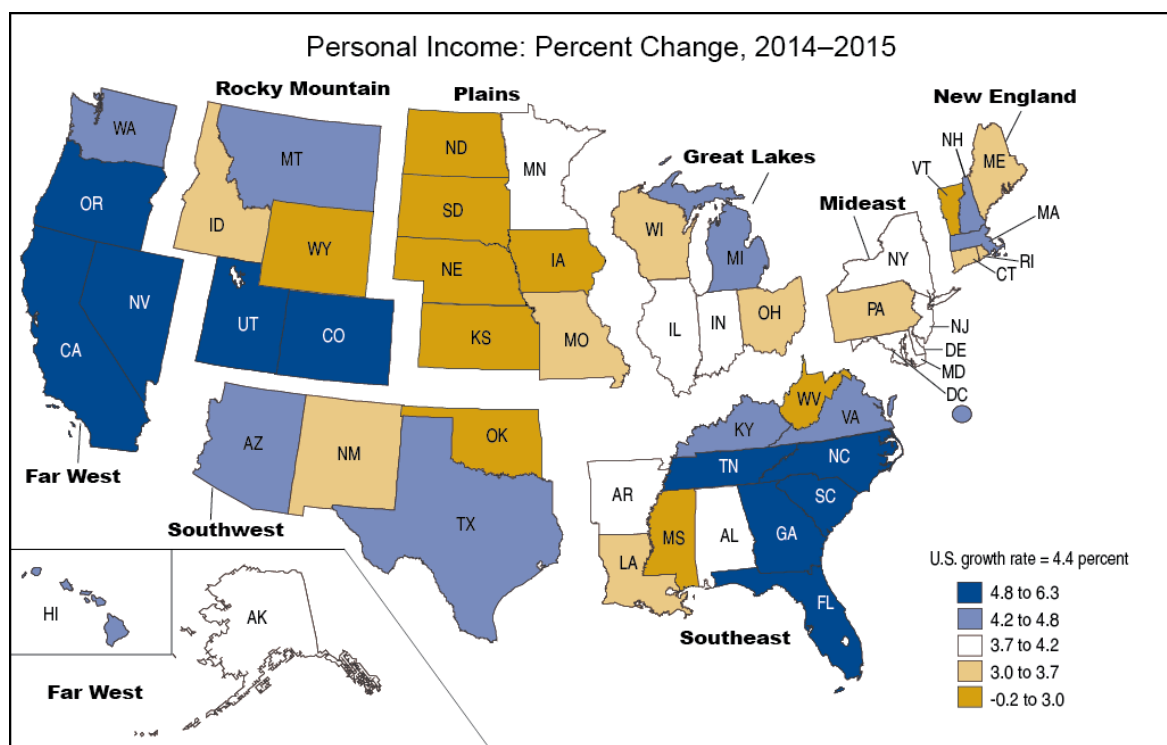 Personal Income: Percent Change, 2014–2015
Rocky Mountain
Plains
New England
Great Lakes
Mideast
WA
MT
ND
MN
NH
ME
VT
OR
ID
SD
WI
MA
WY
MI
NY
RI
CT
NE
IA
NV
UT
CO
KS
MO
IL
IN
OH
PA
NJ
DE
MD
DC
CA
WV
VA
KY
AZ
NM
OK
TN
NC
Far West
AR
SC
Southwest
TX
MS
AL
GA
LA
FL
Southeast
HI
AK
Far West
U.S. growth rate = 4.4 percent
4.8 to 6.3
4.2 to 4.8
3.7 to 4.2
3.0 to 3.7
-0.2 to 3.0